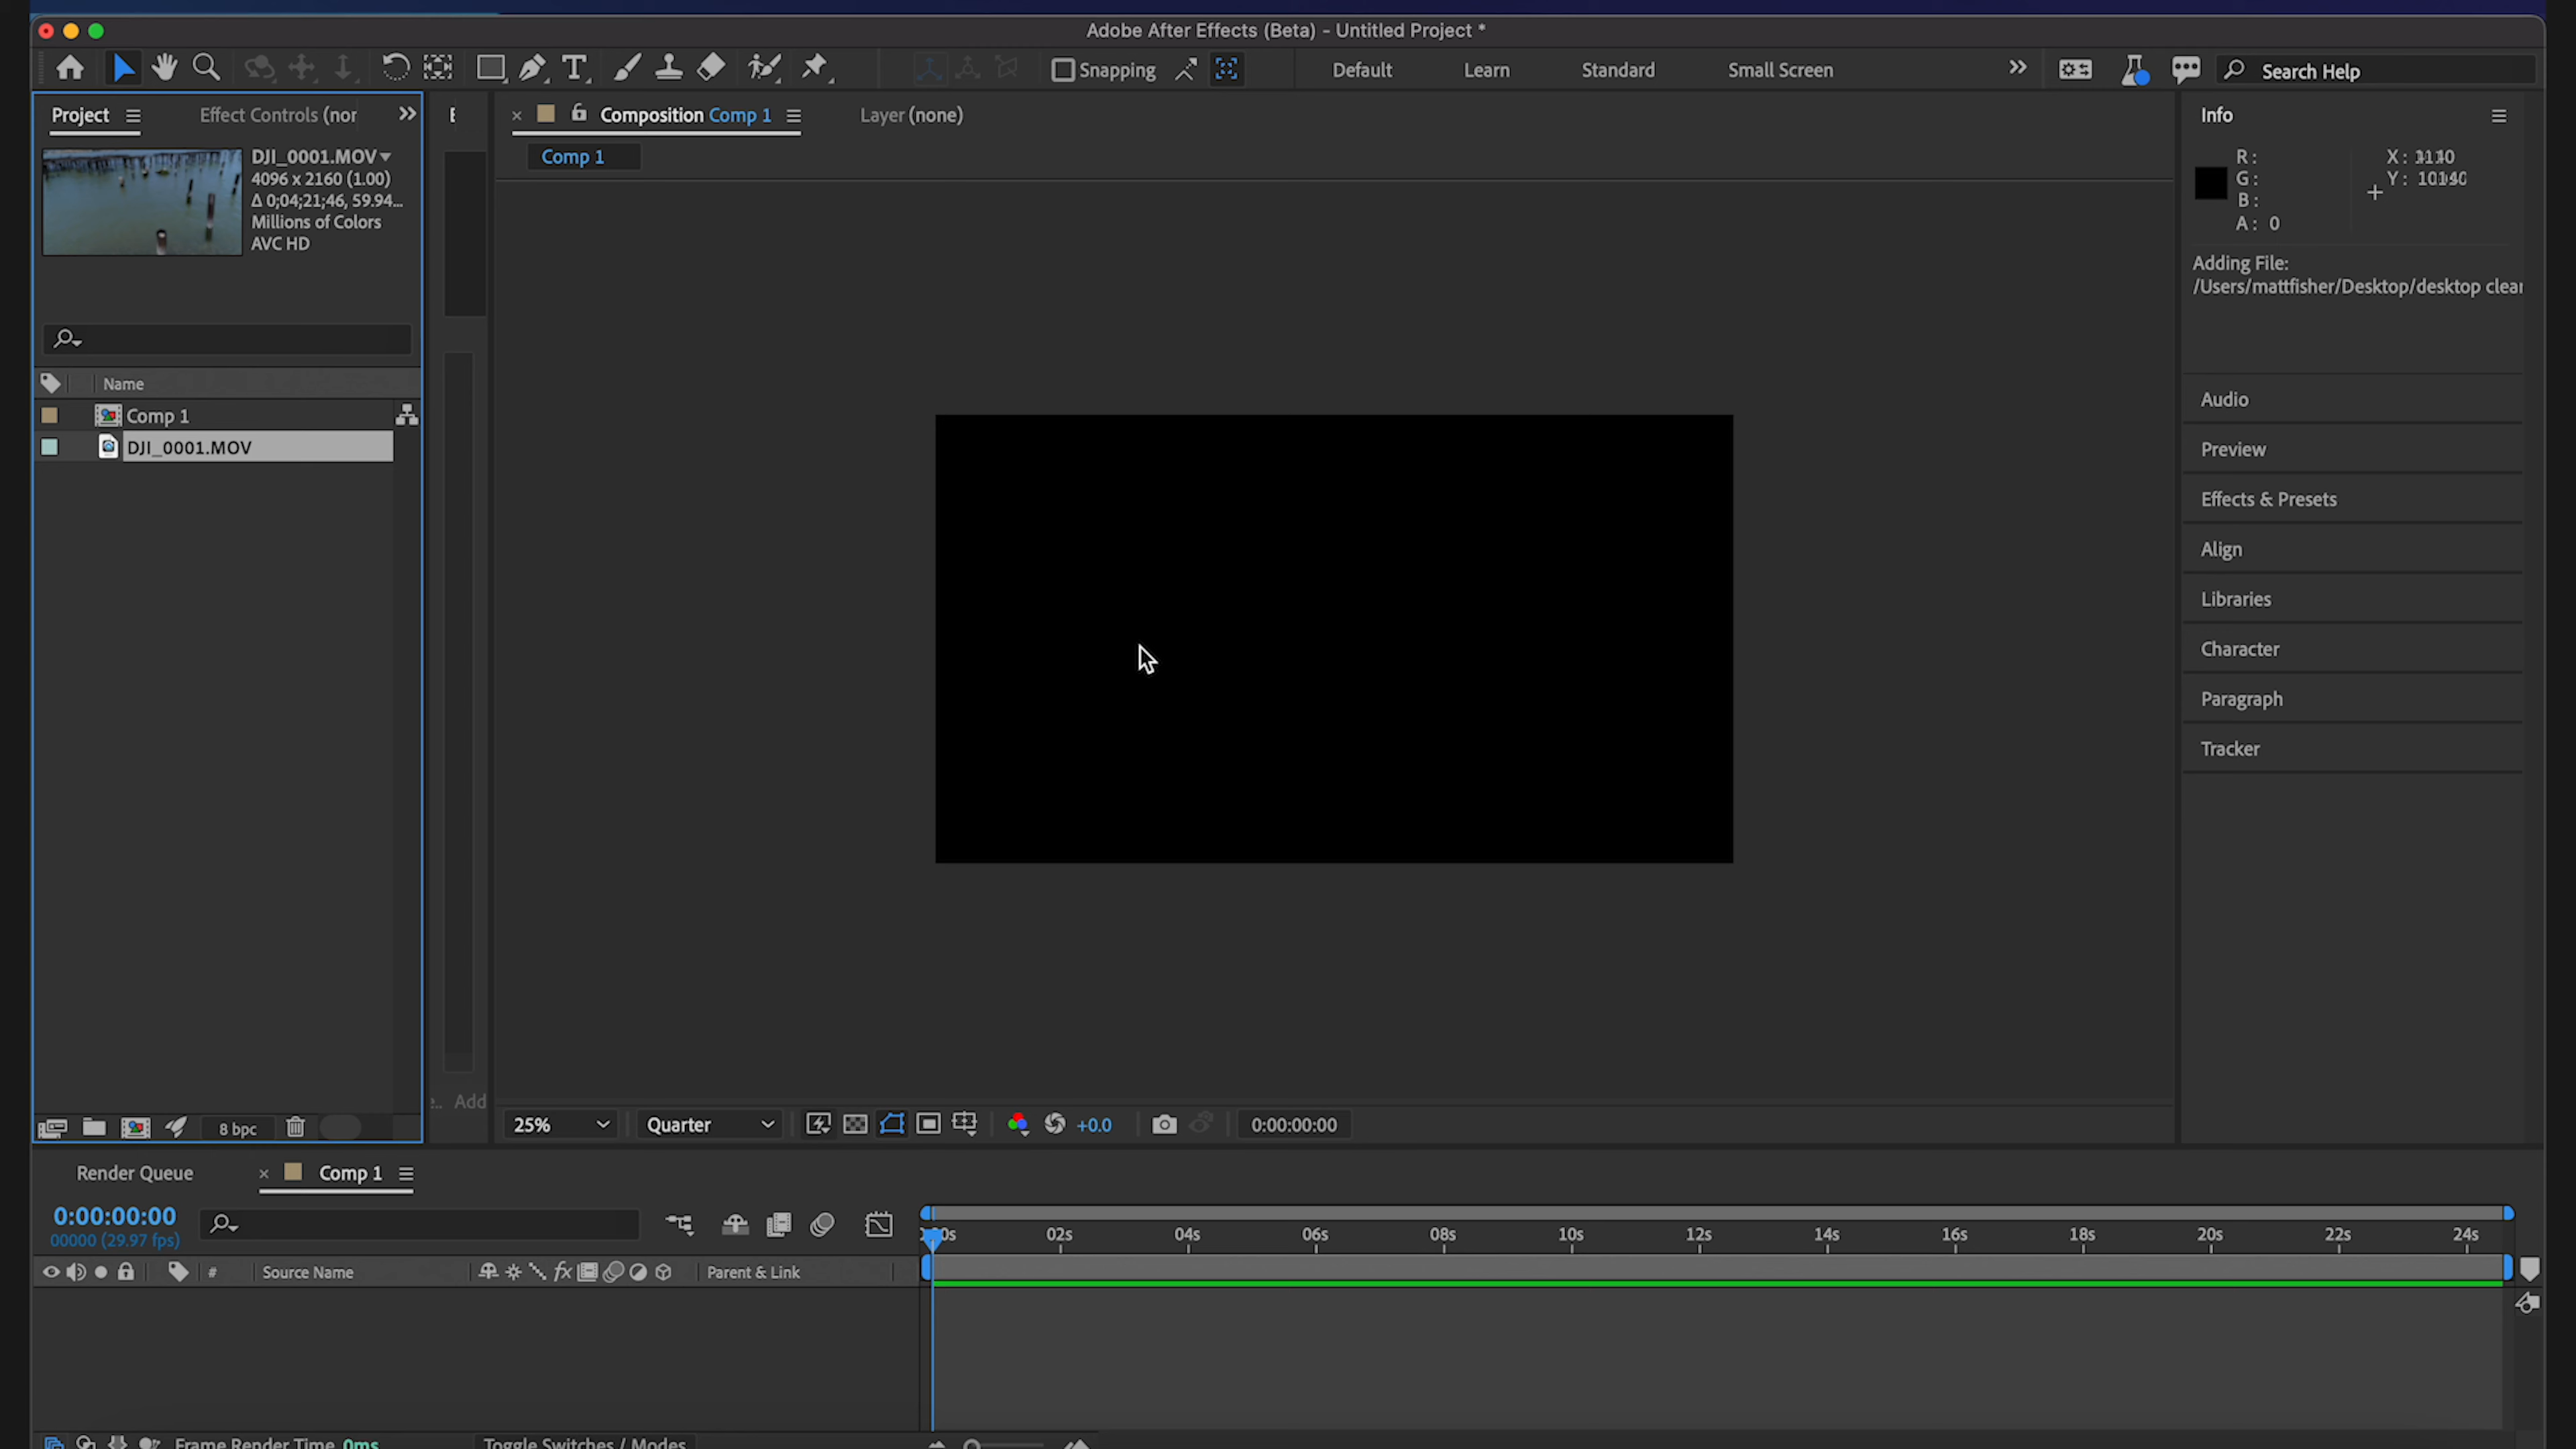 Adobe After Effects (Beta) - Untitled Project *
Snapping
Default
Learn
Standard
Small Screen
Search Help
Project
Effect Controls (nor
Composition Comp 1
Layer (none)
Info
Comp 1
DJI_0001.MOV
4096 x 2160 (1.00)
Δ 0;04;21;46, 59.94...
Millions of Colors
AVC HD
R :
G :
B :
A : 0
X :
Y :
Adding File:
/Users/mattfisher/Desktop/desktop clear
Name
Comp 1
DJI_0001.MOV
Audio
Preview
Effects & Presets
Align
Libraries
Character
Paragraph
Tracker
.. Add
8 bpc
25%
Quarter
+0.0
0:00:00:00
Render Queue
Comp 1
0:00:00:00
00000 (29.97 fps)
02s
04s
06s
08s
10s
12s
14s
16s
18s
20s
22s
24s
#
Source Name
fx
Parent & Link
Frame Render Time 0ms
Toggle Switches / Modes